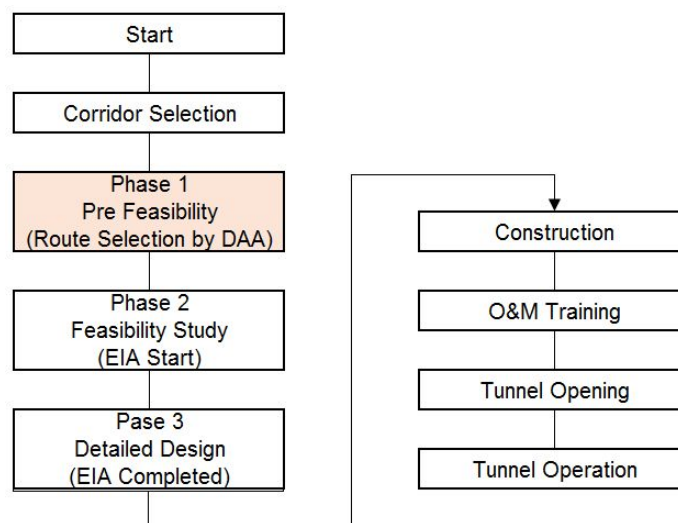 Start
Corridor Selection
Phase 1
Pre Feasibility
(Route Selection by DAA)
Phase 2
Feasibility Study
(EIA Start)
Pase 3
Detailed Design
(EIA Completed)
Construction
O&M Training
Tunnel Opening
Tunnel Operation